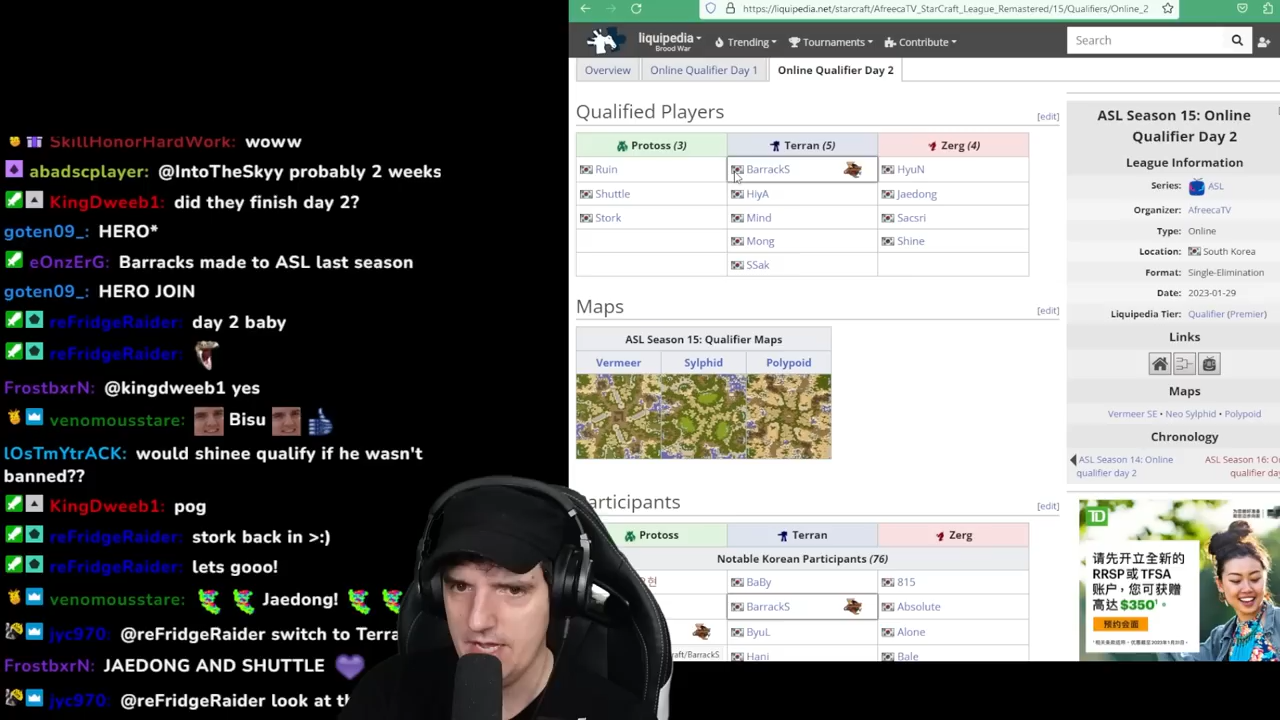 SkillHonorHardWork: woww
abadscplayer: @IntoTheSkyy probably 2 weeks
KingDweeb1: did they finish day 2?
goten09_: HERO*
eOnzErG: Barracks made to ASL last season
goten09_: HERO JOIN
reFridgeRaider: day 2 baby
reFridgeRaider:
FrostbxrN: @kingdweeb1 yes
venomousstare: Bisu
lOsTmYtrACK: would shinee qualify if he wasn't
banned??
KingDweeb1: pog
reFridgeRaider: stork back in >:)
reFridgeRaider: lets gooo!
venomousstare: Jaedong!
jyc970: @reFridgeRaider switch to Terra
FrostbxrN: JAEDONG AND SHUTTLE
jyc970: @reFridgeRaider look at th
https://liquipedia.net/starcraft/AfreecaTV_StarCraft_League_Remastered/15/Qualifiers/Online_2
liquipedia
Brood War
Trending
Tournaments
Contribute
Search
Overview
Online Qualifier Day 1
Online Qualifier Day 2
Qualified Players
[edit]
Protoss (3) Terran (5) Zerg (4)
Ruin BarrackS HyuN
Shuttle HiyA Jaedong
Stork Mind Sacsri
Mong Shine
SSak
Maps
[edit]
ASL Season 15: Qualifier Maps
Vermeer Sylphid Polypoid
articipants
[edit]
Protoss Terran Zerg
Notable Korean Participants (76)
현 BaBy 815
BarrackS Absolute
ByuL Alone
raft/BarrackS Hani Bale
ASL Season 15: Online
Qualifier Day 2
League Information
Series: ASL
Organizer: AfreecaTV
Type: Online
Location: South Korea
Format: Single-Elimination
Date: 2023-01-29
Liquipedia Tier: Qualifier (Premier)
Links
Maps
Vermeer SE • Neo Sylphid • Polypoid
Chronology
ASL Season 14: Online
qualifier day 2
ASL Season 16: O
qualifier day
TD
请先开立全新的
RRSP或TFSA
账户，您可获赠
高达 $350
预约会面